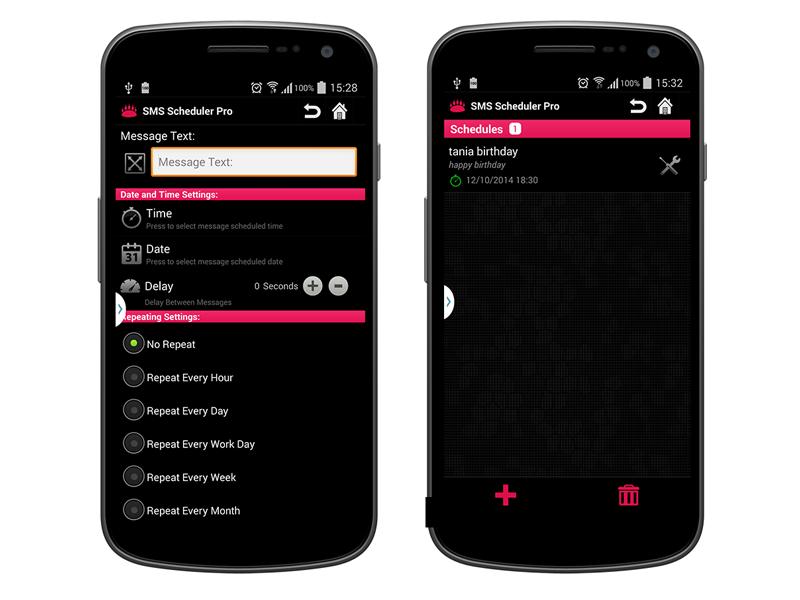 100% 15:28
SMS Scheduler Pro
Message Text:
Message Text:
Date and Time Settings:
Time
Press to select message scheduled time
31
Date
Press to select message scheduled date
Delay
0 Seconds
Delay Between Messages
epeating Settings:
No Repeat
Repeat Every Hour
Repeat Every Day
Repeat Every Work Day
Repeat Every Week
Repeat Every Month
100% 15:32
SMS Scheduler Pro
Schedules 1
tania birthday
happy birthday
12/10/2014 18:30